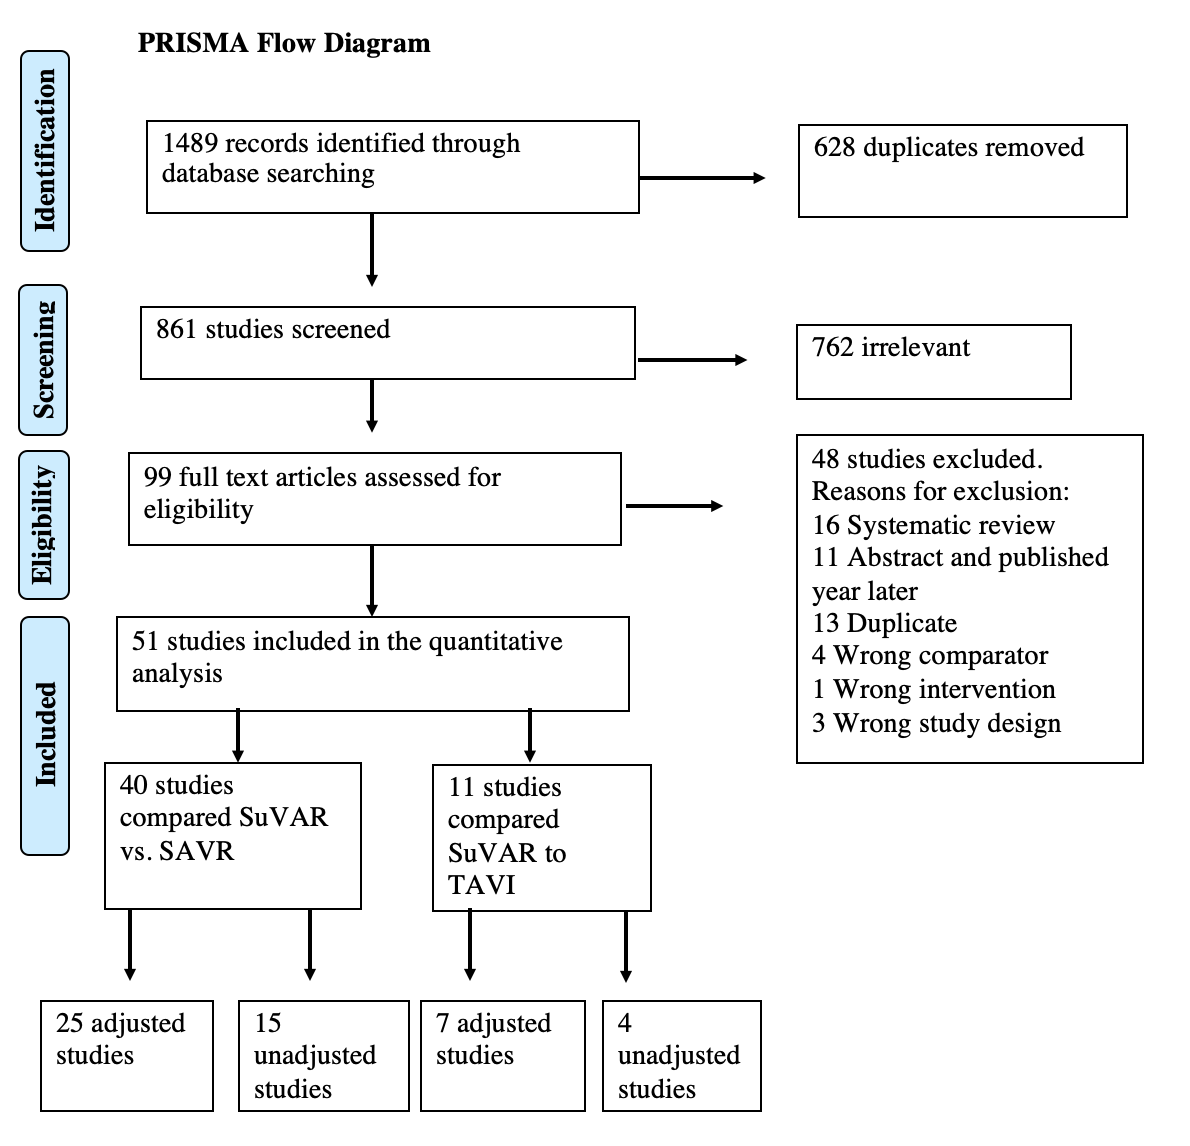 PRISMA Flow Diagram
Identification
1489 records identified through
database searching
628 duplicates removed
Screening
861 studies screened
762 irrelevant
Eligibility
99 full text articles assessed for
eligibility
48 studies excluded.
Reasons for exclusion:
16 Systematic review
11 Abstract and published
year later
13 Duplicate
4 Wrong comparator
1 Wrong intervention
3 Wrong study design
Included
51 studies included in the quantitative
analysis
40 studies
compared SuVAR
vs. SAVR
11 studies
compared
SuVAR to
TAVI
25 adjusted
studies
15
unadjusted
studies
7 adjusted
studies
4
unadjusted
studies